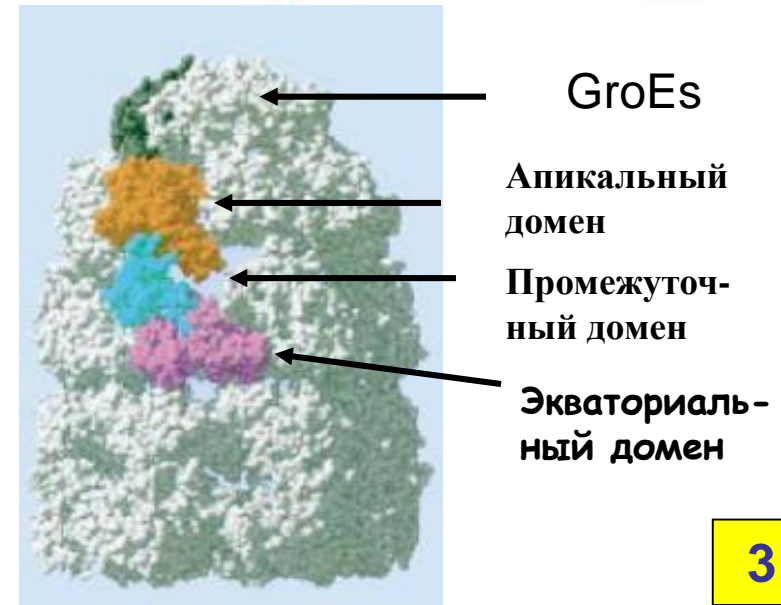 GroEs
Апикальный
домен
Промежуточ-
ный домен
Экваториаль-
ный домен
3